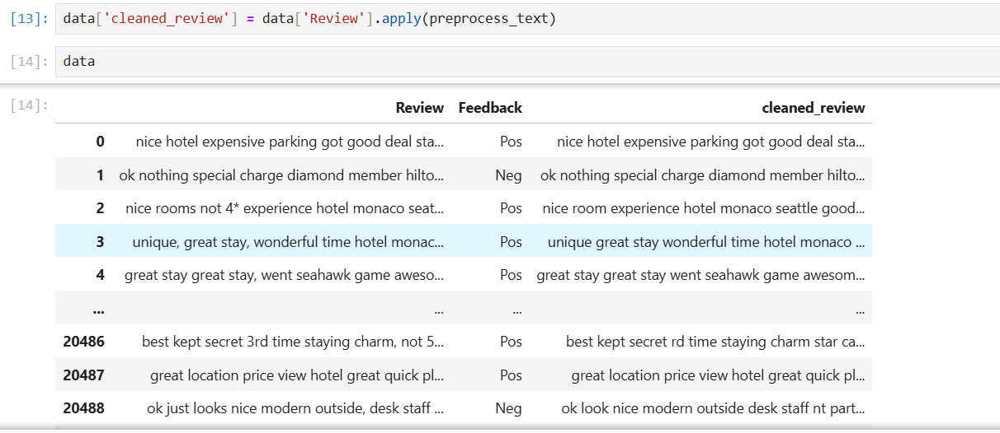 [13]: data['cleaned_review'] = data['Review'].apply(preprocess_text)
[14]: data
[14]:
Review Feedback cleaned_review
0 nice hotel expensive parking got good deal sta... Pos nice hotel expensive parking got good deal sta...
1 ok nothing special charge diamond member hilto... Neg ok nothing special charge diamond member hilto...
2 nice rooms not 4* experience hotel monaco seat... Pos nice room experience hotel monaco seattle good...
3 unique, great stay, wonderful time hotel monac... Pos unique great stay wonderful time hotel monaco ...
4 great stay great stay, went seahawk game aweso... Pos great stay great stay went seahawk game awesom...
... ... ... ...
20486 best kept secret 3rd time staying charm, not 5... Pos best kept secret rd time staying charm star ca...
20487 great location price view hotel great quick pl... Pos great location price view hotel great quick pl...
20488 ok just looks nice modern outside, desk staff ... Neg ok look nice modern outside desk staff nt part...